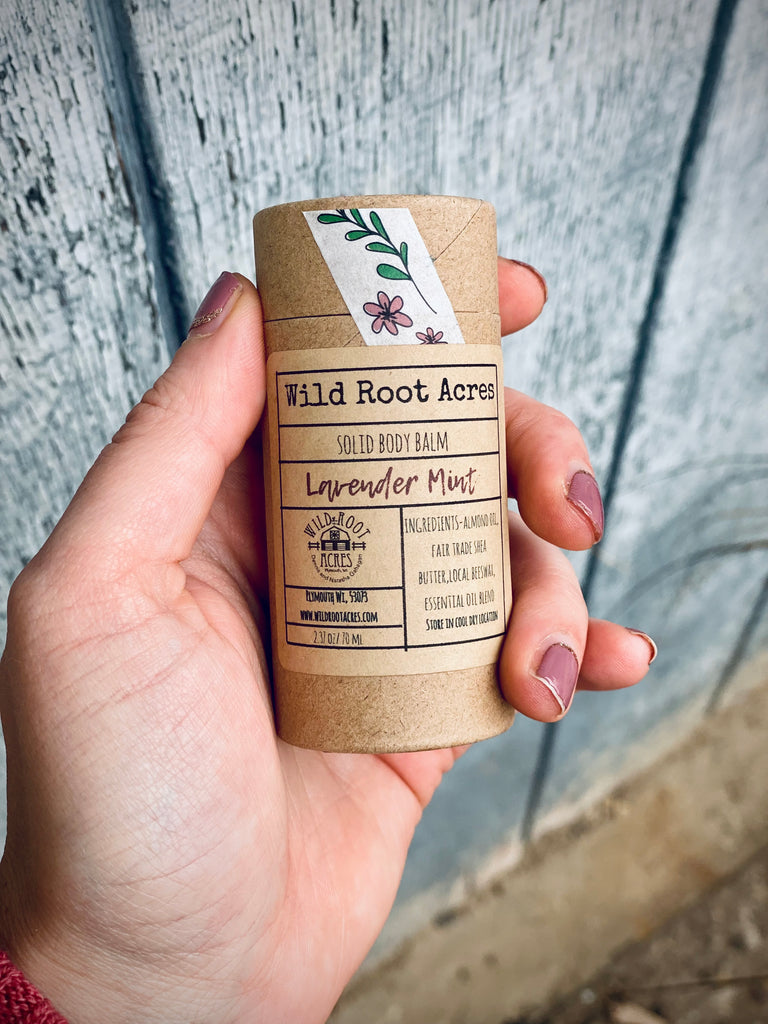 Wild Root Acres
SOLID BODY BALM
Lavender Mint
WILD ROOT
ACRES
Plymouth, WI
PLYMOUTH WI, 53073
WWW.WILDROOTACRES.COM
2.37 OZ/ 70 ML
INGREDIENTS-ALMOND OIL,
FAIR TRADE SHEA
BUTTER,LOCAL BEESWAX,
ESSENTIAL OIL BLEND
STORE IN COOL DRY LOCATION